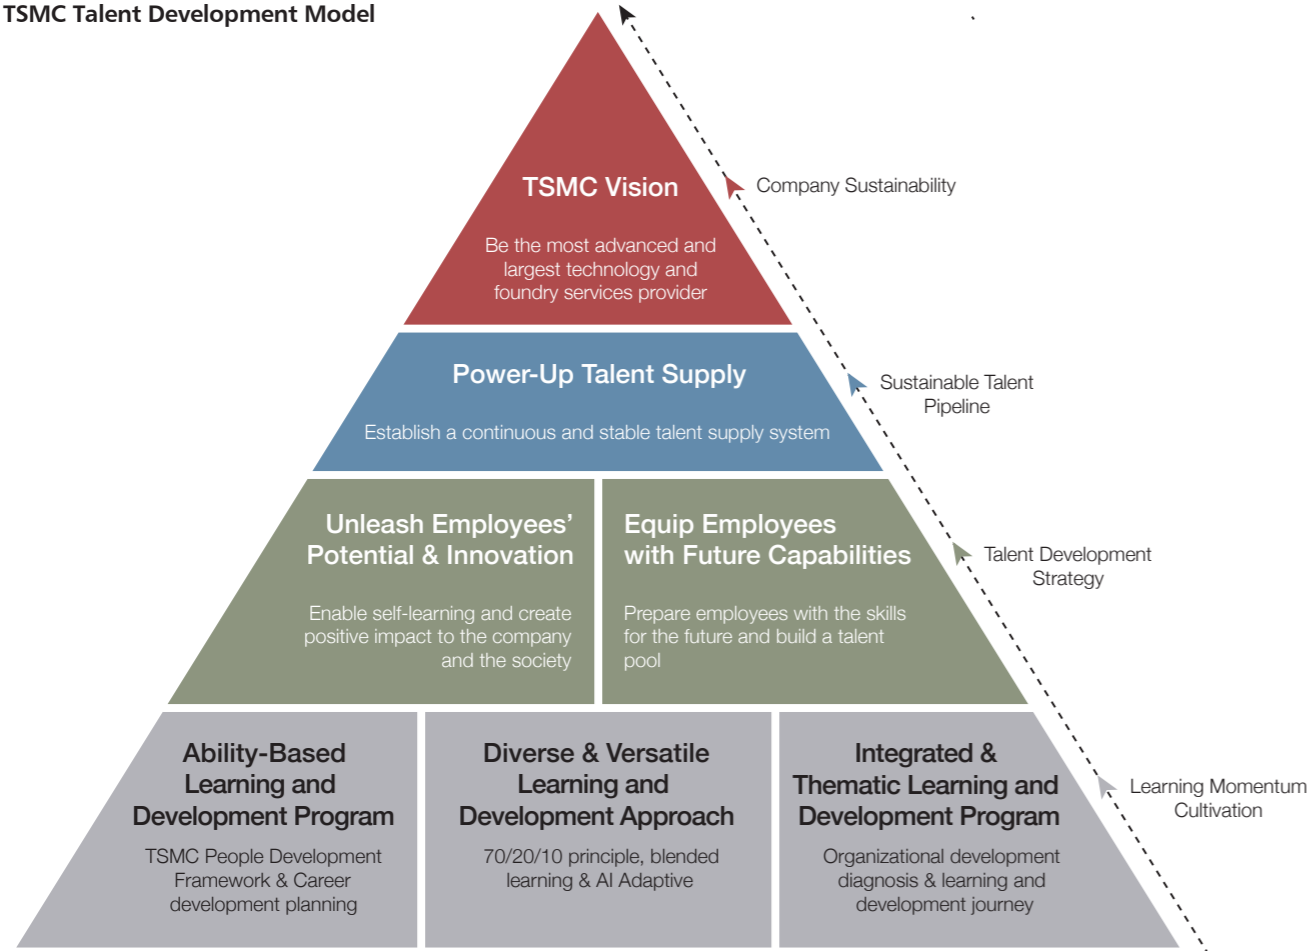 TSMC Talent Development Model
TSMC Vision
Be the most advanced and
largest technology and
foundry services provider
Company Sustainability
Power-Up Talent Supply
Establish a continuous and stable talent supply system
Sustainable Talent
Pipeline
Unleash Employees’
Potential & Innovation
Enable self-learning and create
positive impact to the company
and the society
Equip Employees
with Future Capabilities
Prepare employees with the skills
for the future and build a talent
pool
Talent Development
Strategy
Ability-Based
Learning and
Development Program
TSMC People Development
Framework & Career
development planning
Diverse & Versatile
Learning and
Development Approach
70/20/10 principle, blended
learning & AI Adaptive
Integrated &
Thematic Learning and
Development Program
Organizational development
diagnosis & learning and
development journey
Learning Momentum
Cultivation